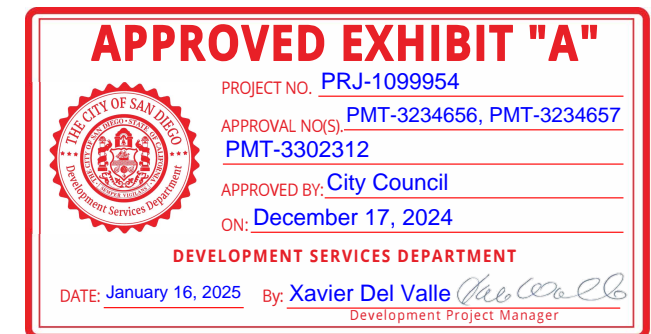 APPROVED EXHIBIT "A"
PROJECT NO. PRJ-1099954
THE CITY OF SAN DIEGO
Development Services Department
APPROVAL NO(S). PMT-3234656, PMT-3234657
PMT-3302312
APPROVED BY: City Council
ON: December 17, 2024
DEVELOPMENT SERVICES DEPARTMENT
DATE: January 16, 2025 By: Xavier Del Valle
Development Project Manager